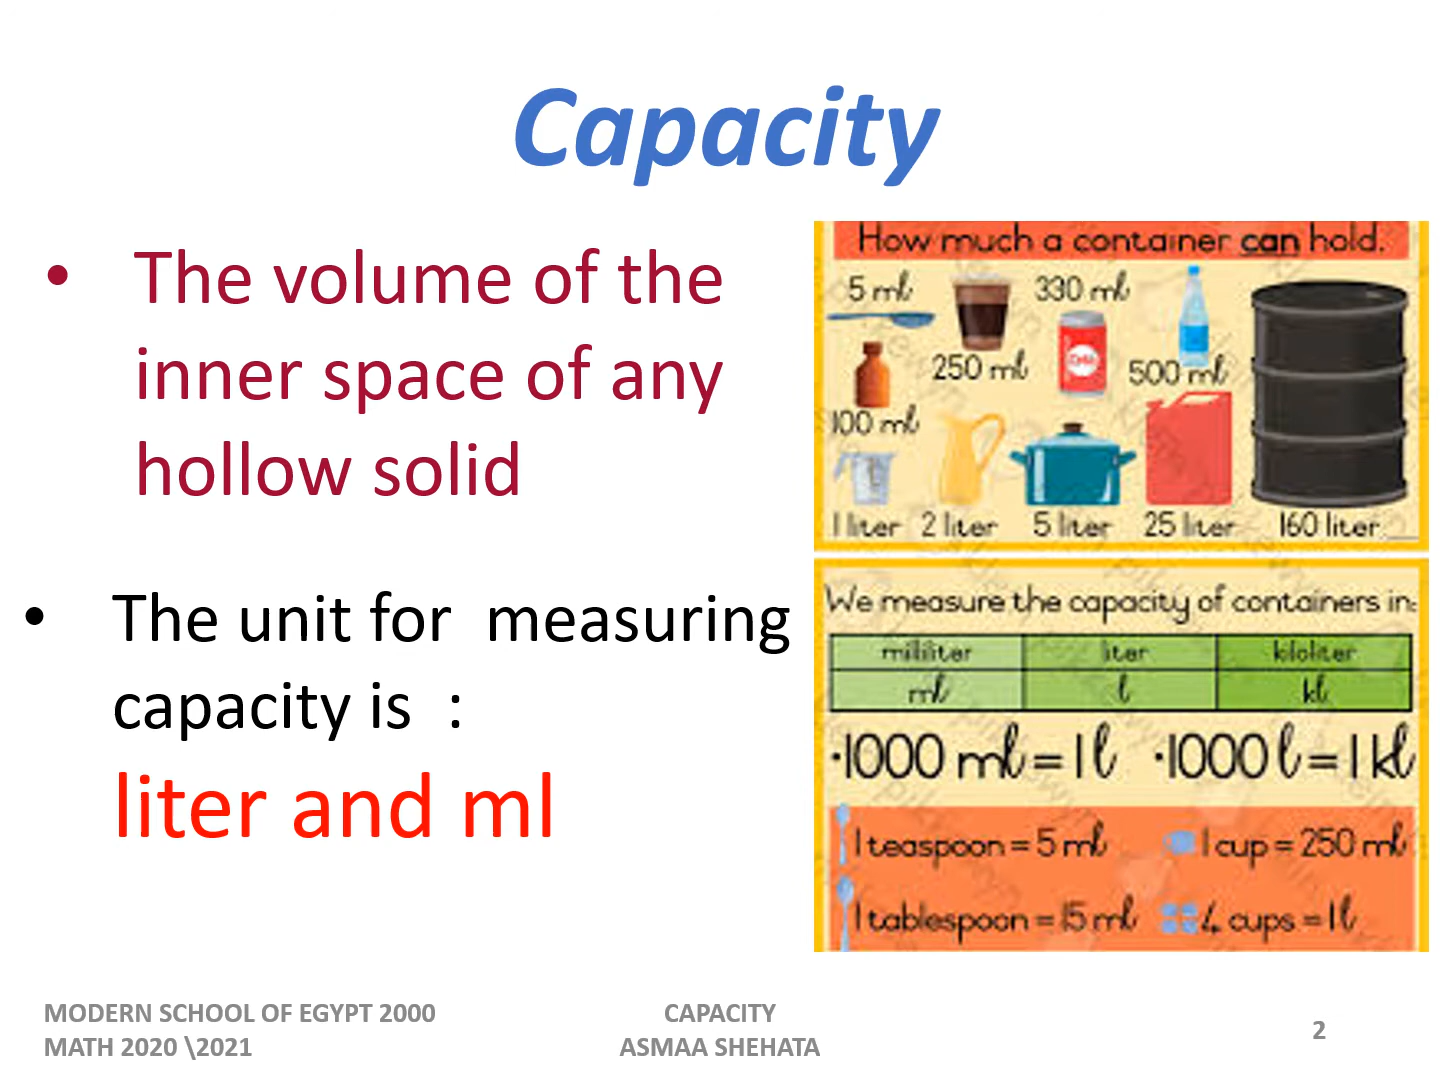 Capacity
• The volume of the
inner space of any
hollow solid
• The unit for measuring
capacity is :
liter and ml
How much a container can hold.
5 ml
330 ml
250 ml
500 ml
100 ml
1 liter 2 liter 5 liter 25 liter 160 liter
We measure the capacity of containers in:
milliliter liter kiloliter
ml l kl
·1000 ml = 1 l ·1000 l = 1 kl
1 teaspoon = 5 ml 1 cup = 250 ml
1 tablespoon = 15 ml 4 cups = 1 l
MODERN SCHOOL OF EGYPT 2000
MATH 2020 \2021
CAPACITY
ASMAA SHEHATA
2